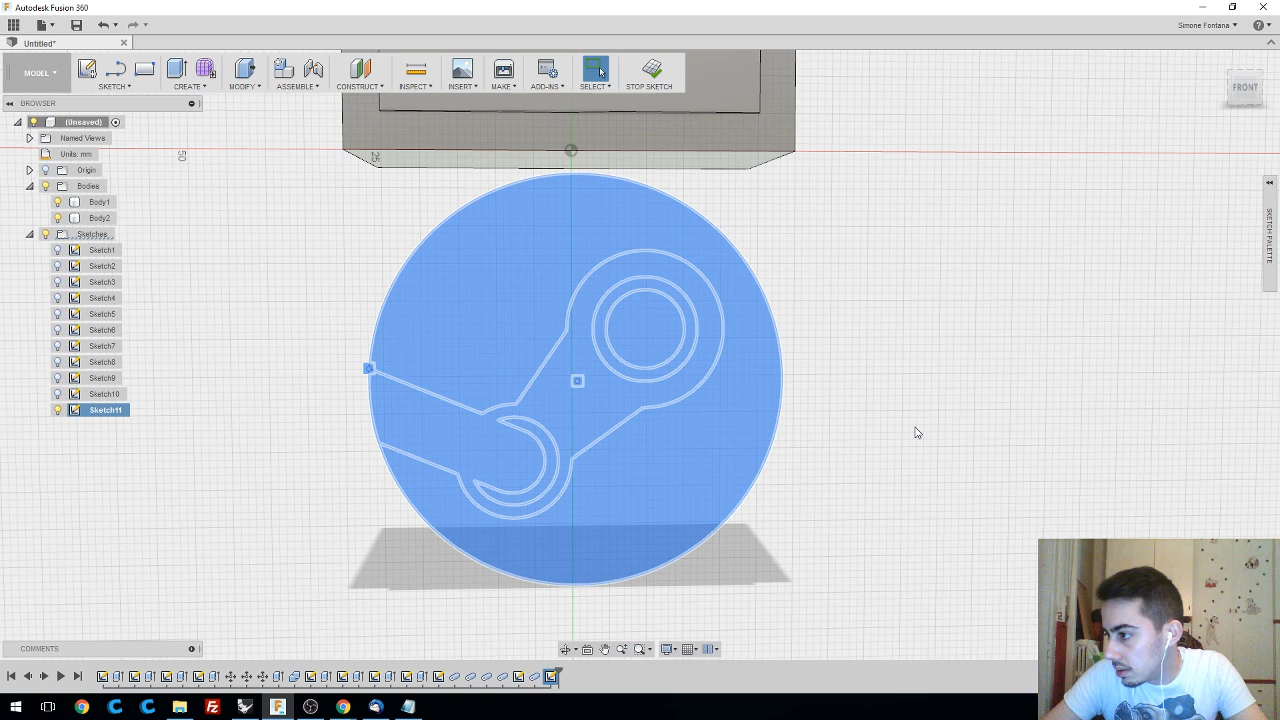 Autodesk Fusion 360
Simone Fontana
Untitled*
MODEL
SKETCH
CREATE
MODIFY
ASSEMBLE
CONSTRUCT
INSPECT
INSERT
MAKE
ADD-INS
SELECT
STOP SKETCH
FRONT
BROWSER
(Unsaved)
Named Views
Units: mm
Origin
Bodies
Body1
Body2
Sketches
Sketch1
Sketch2
Sketch3
Sketch4
Sketch5
Sketch6
Sketch7
Sketch8
Sketch9
Sketch10
Sketch11
50
25
SKETCH PALETTE
COMMENTS